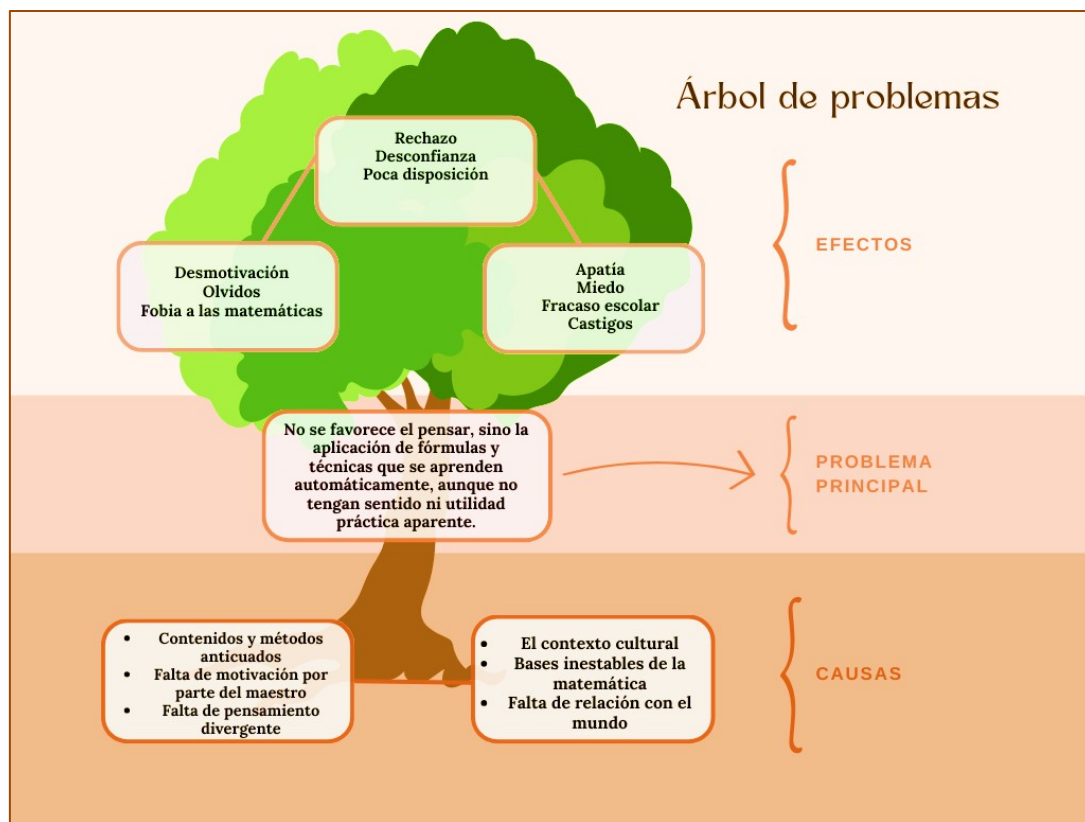 Árbol de problemas
Rechazo
Desconfianza
Poca disposición
Desmotivación
Olvidos
Fobia a las matemáticas
Apatía
Miedo
Fracaso escolar
Castigos
EFECTOS
No se favorece el pensar, sino la
aplicación de fórmulas y
técnicas que se aprenden
automáticamente, aunque no
tengan sentido ni utilidad
práctica aparente.
PROBLEMA
PRINCIPAL
• Contenidos y métodos
anticuados
• Falta de motivación por
parte del maestro
• Falta de pensamiento
divergente
• El contexto cultural
• Bases inestables de la
matemática
• Falta de relación con el
mundo
CAUSAS